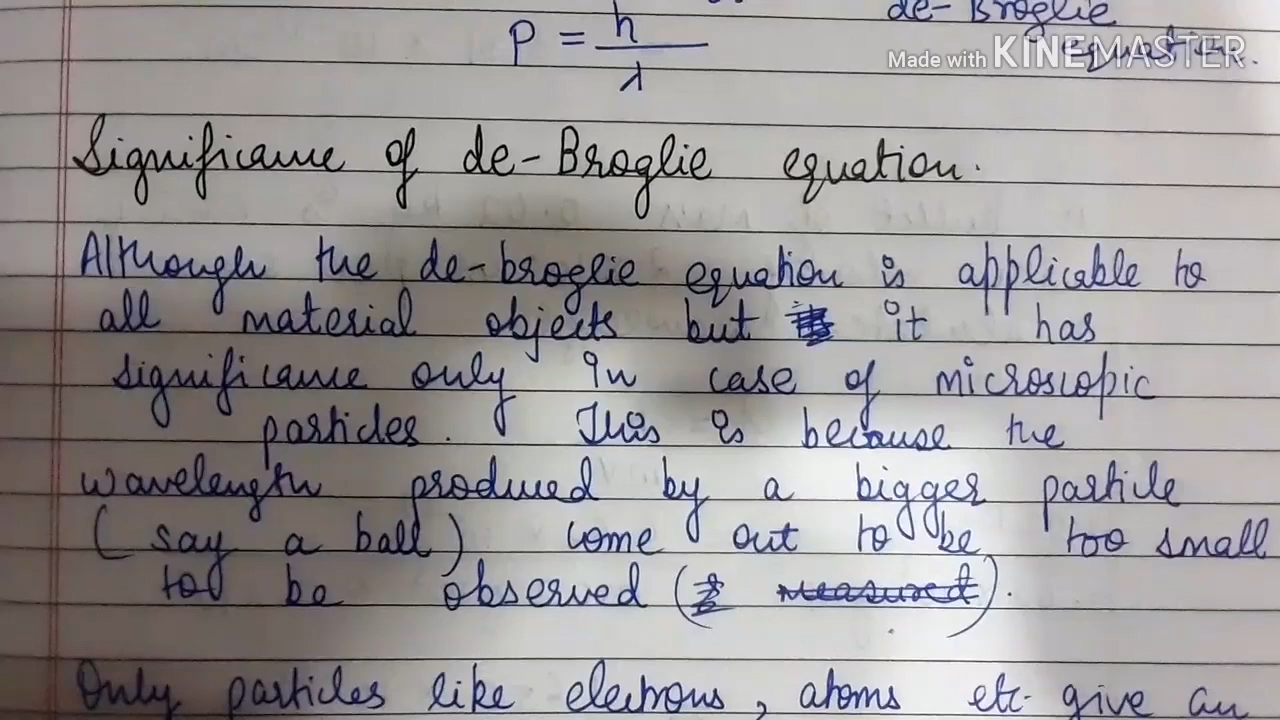 de-Broglie
P = h
λ
equation.
Made with KINEMASTER
Significance of de-Broglie equation.
Although the de-broglie equation is applicable to
all material objects but it has
significance only in case of microscopic
particles. This is because the
wavelength produced by a bigger particle
(say a ball) come out to be too small
too be observed (measured).
Only particles like electrons, atoms etc. give an